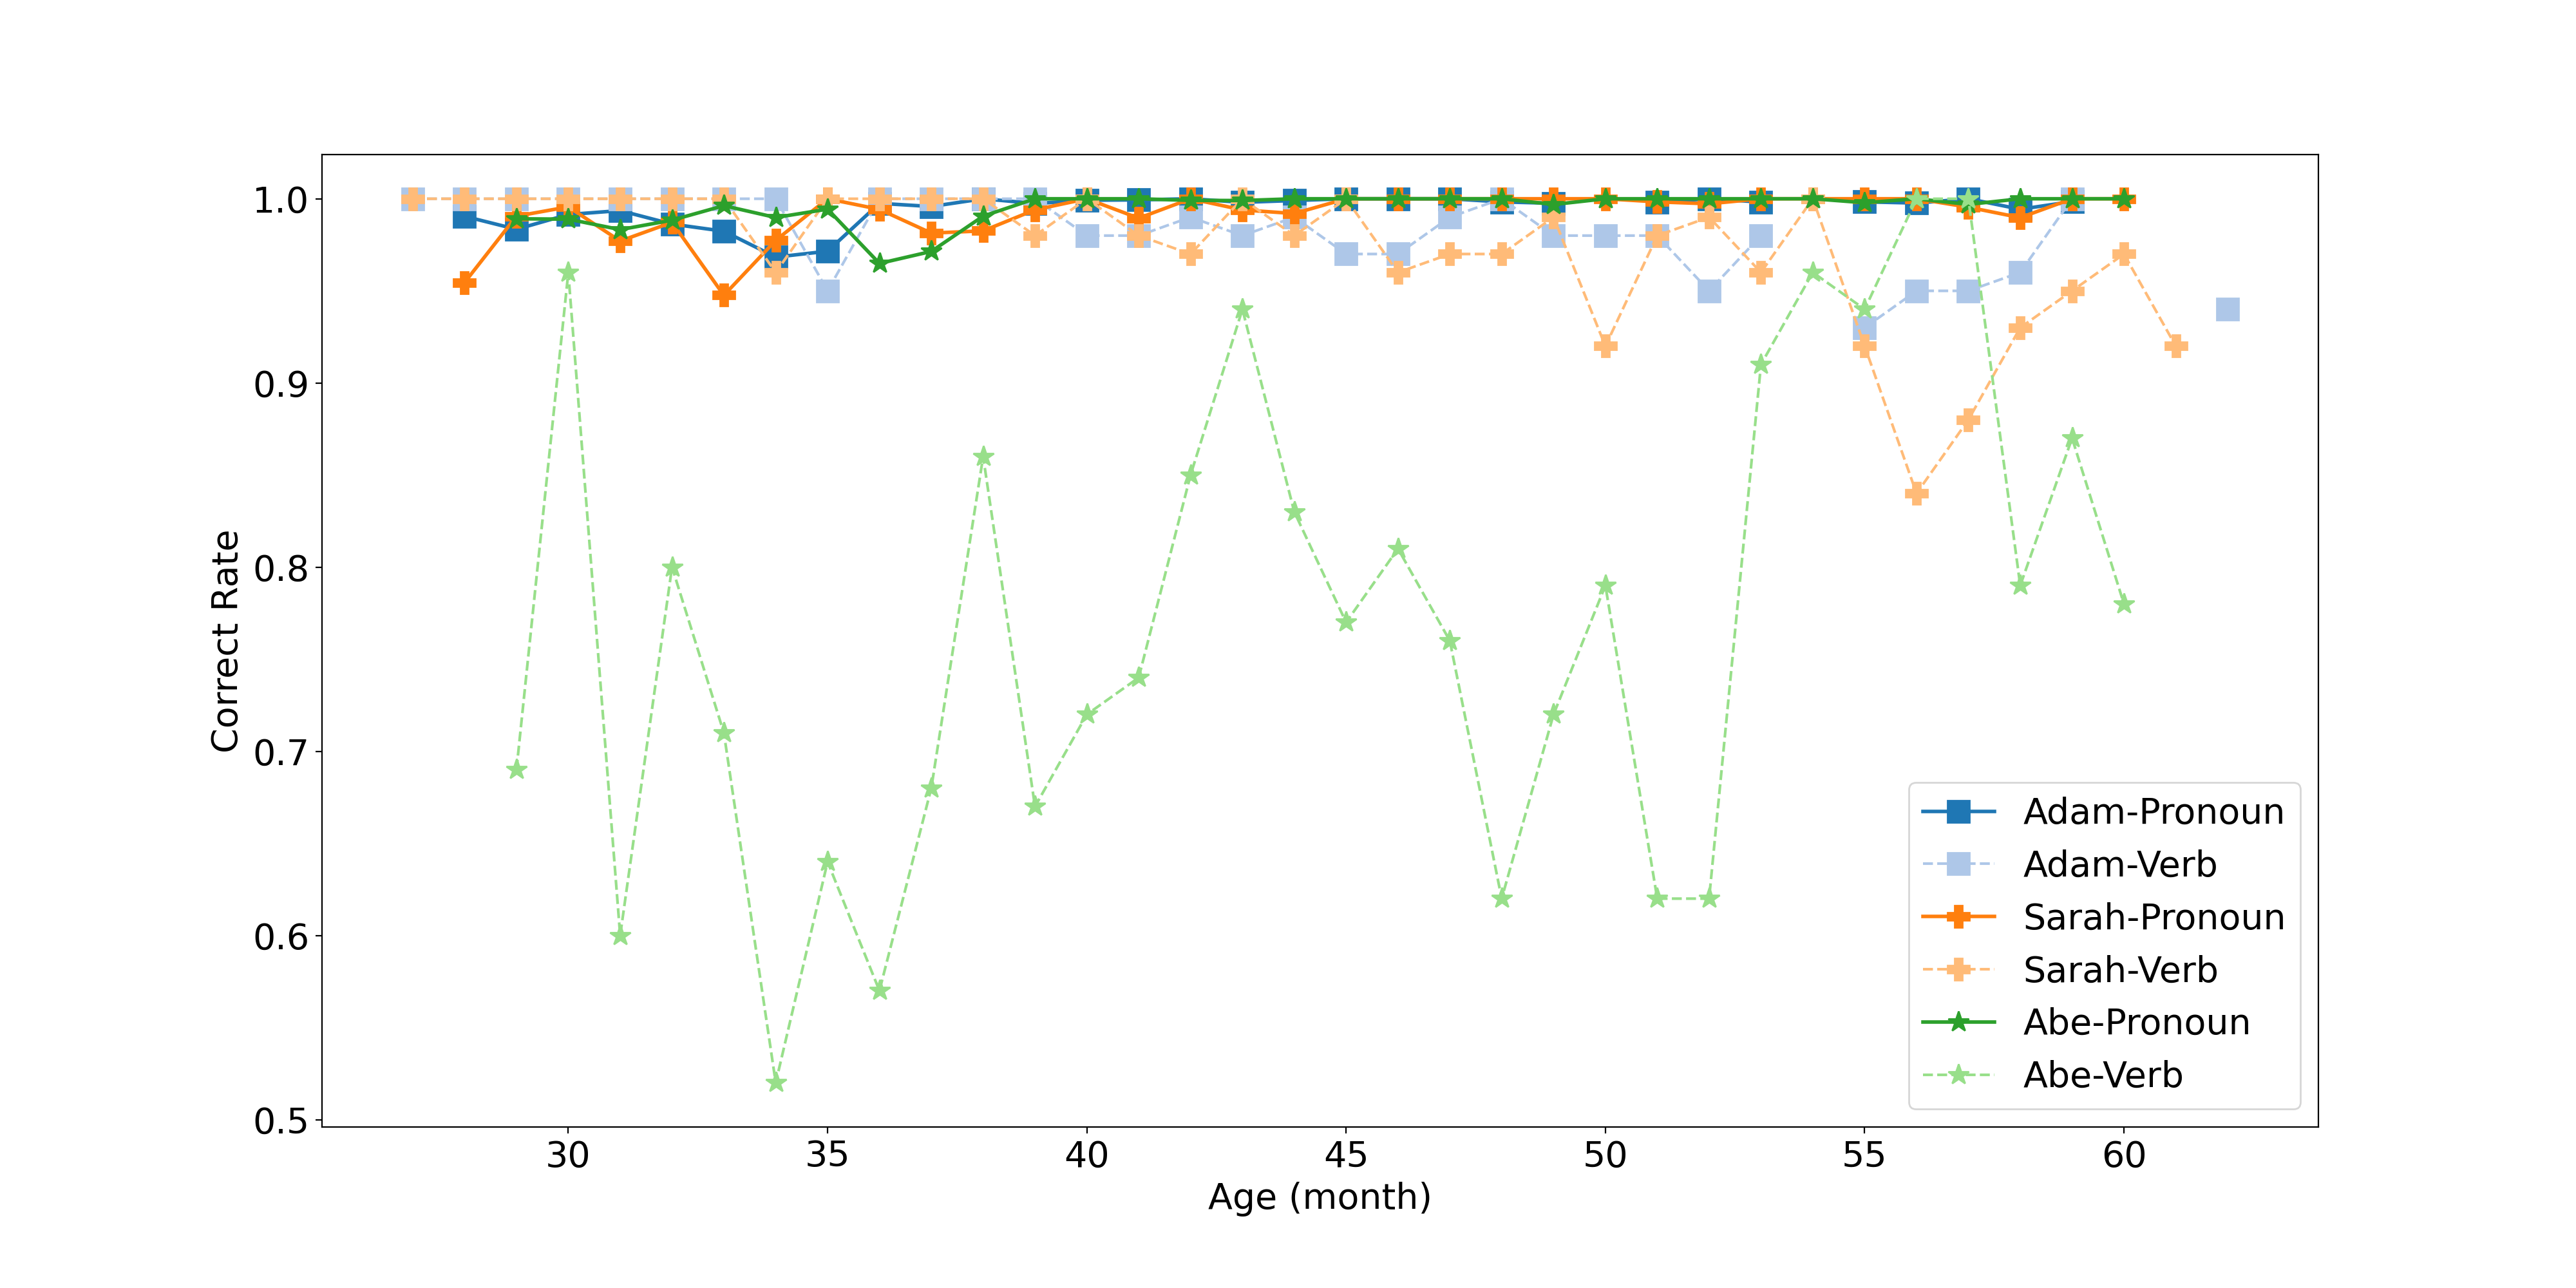 1.0
0.9
0.8
0.7
0.6
0.5
Correct Rate
30 35 40 45 50 55 60
Age (month)
Adam-Pronoun
Adam-Verb
Sarah-Pronoun
Sarah-Verb
Abe-Pronoun
Abe-Verb